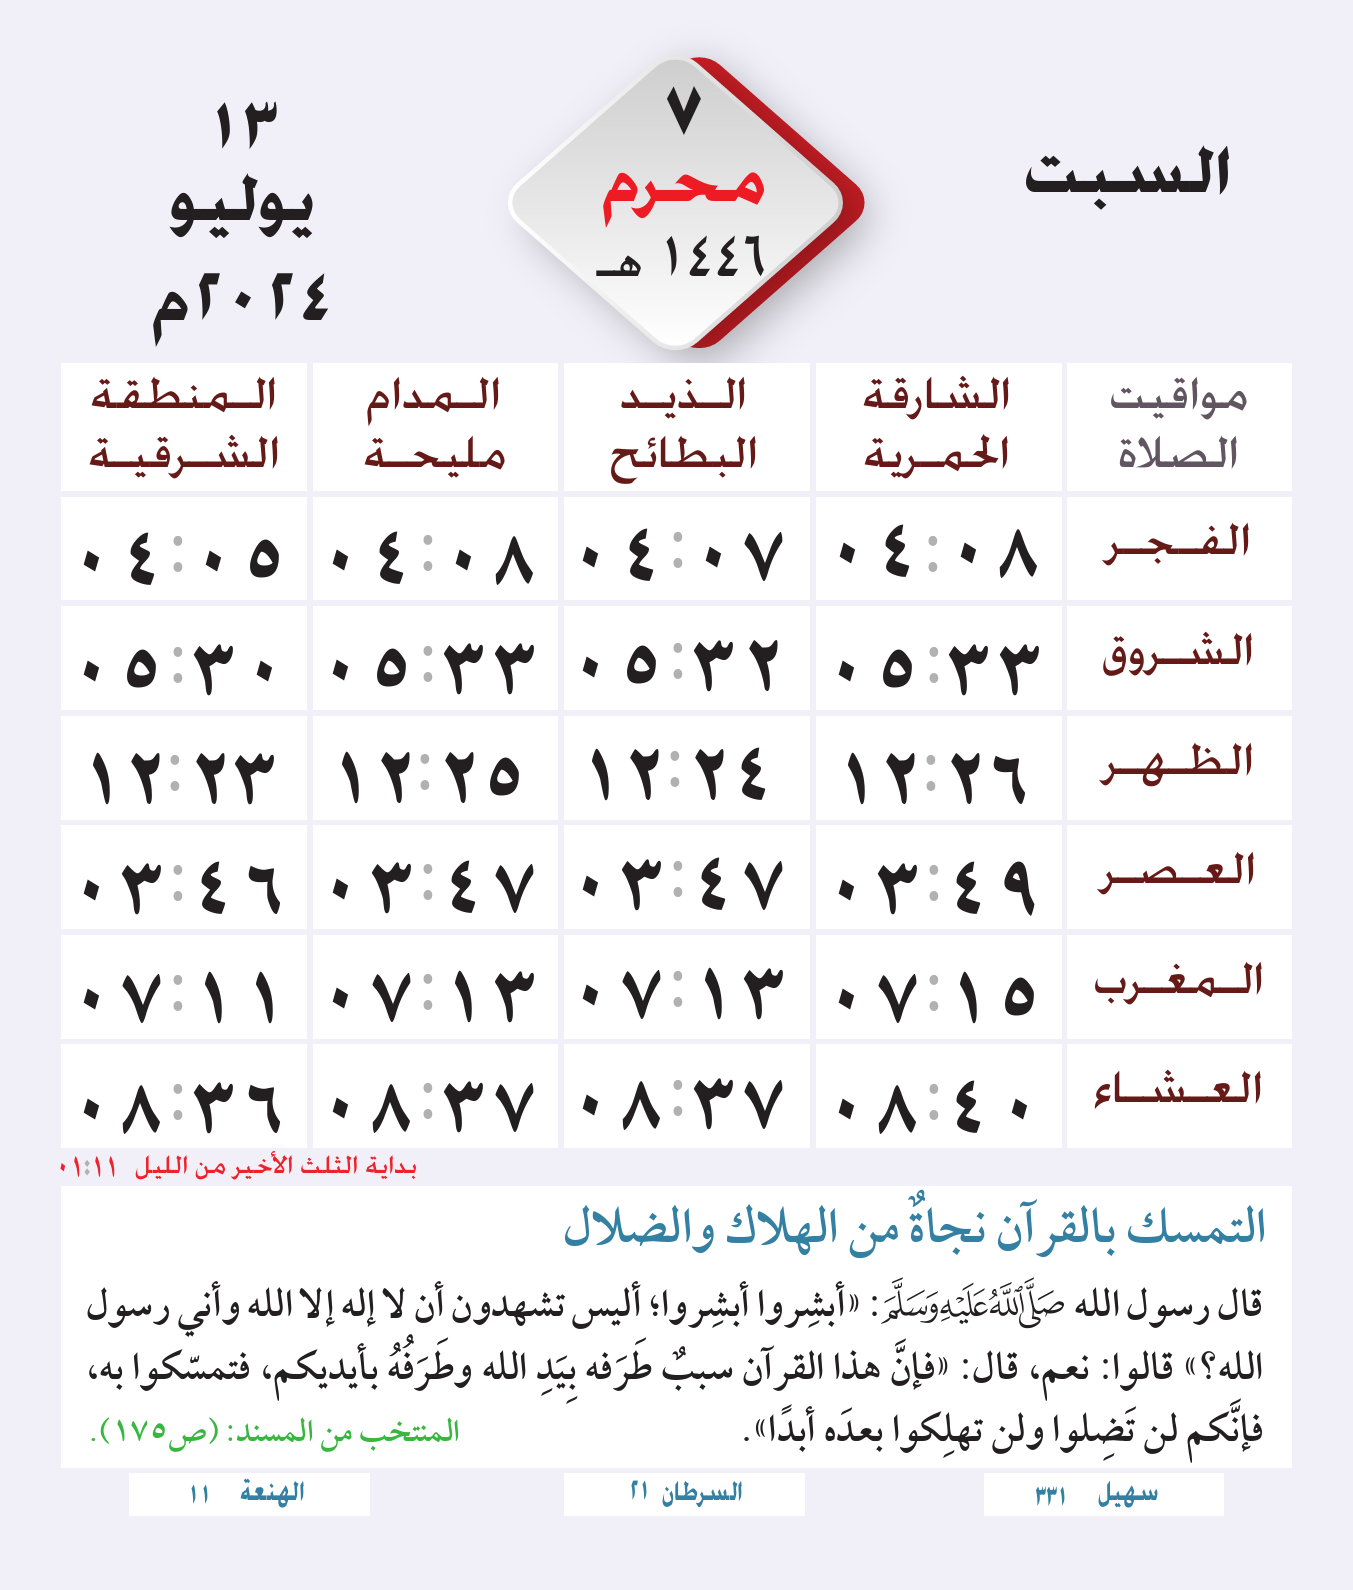 السبت
٧
محرم
١٤٤٦ هـ
١٣
يوليو
٢٠٢٤م
مواقيت الصلاة | الشارقة الحمرية | الذيد البطائح | المدام مليحة | المنطقة الشرقية
الفجر | ٠٤:٠٨ | ٠٤:٠٧ | ٠٤:٠٨ | ٠٤:٠٥
الشروق | ٠٥:٣٣ | ٠٥:٣٢ | ٠٥:٣٣ | ٠٥:٣٠
الظهر | ١٢:٢٦ | ١٢:٢٤ | ١٢:٢٥ | ١٢:٢٣
العصر | ٠٣:٤٩ | ٠٣:٤٧ | ٠٣:٤٧ | ٠٣:٤٦
المغرب | ٠٧:١٥ | ٠٧:١٣ | ٠٧:١٣ | ٠٧:١١
العشاء | ٠٨:٤٠ | ٠٨:٣٧ | ٠٨:٣٧ | ٠٨:٣٦
بداية الثلث الأخير من الليل ٠١:١١
التمسك بالقرآن نجاةٌ من الهلاك والضلال
قال رسول الله صَلَّى اللَّهُ عَلَيْهِ وَسَلَّمَ: «أبشِروا أبشِروا؛ أليس تشهدون أن لا إله إلا الله وأني رسول
الله؟» قالوا: نعم، قال: «فإنَّ هذا القرآن سببٌ طَرَفه بِيَدِ الله وطَرَفُهُ بأيديكم، فتمسّكوا به،
فإنَّكم لن تَضِلوا ولن تهلِكوا بعدَه أبدًا». المنتخب من المسند: (ص١٧٥).
سهيل ٣٣١
السرطان ٢١
الهنعة ١١